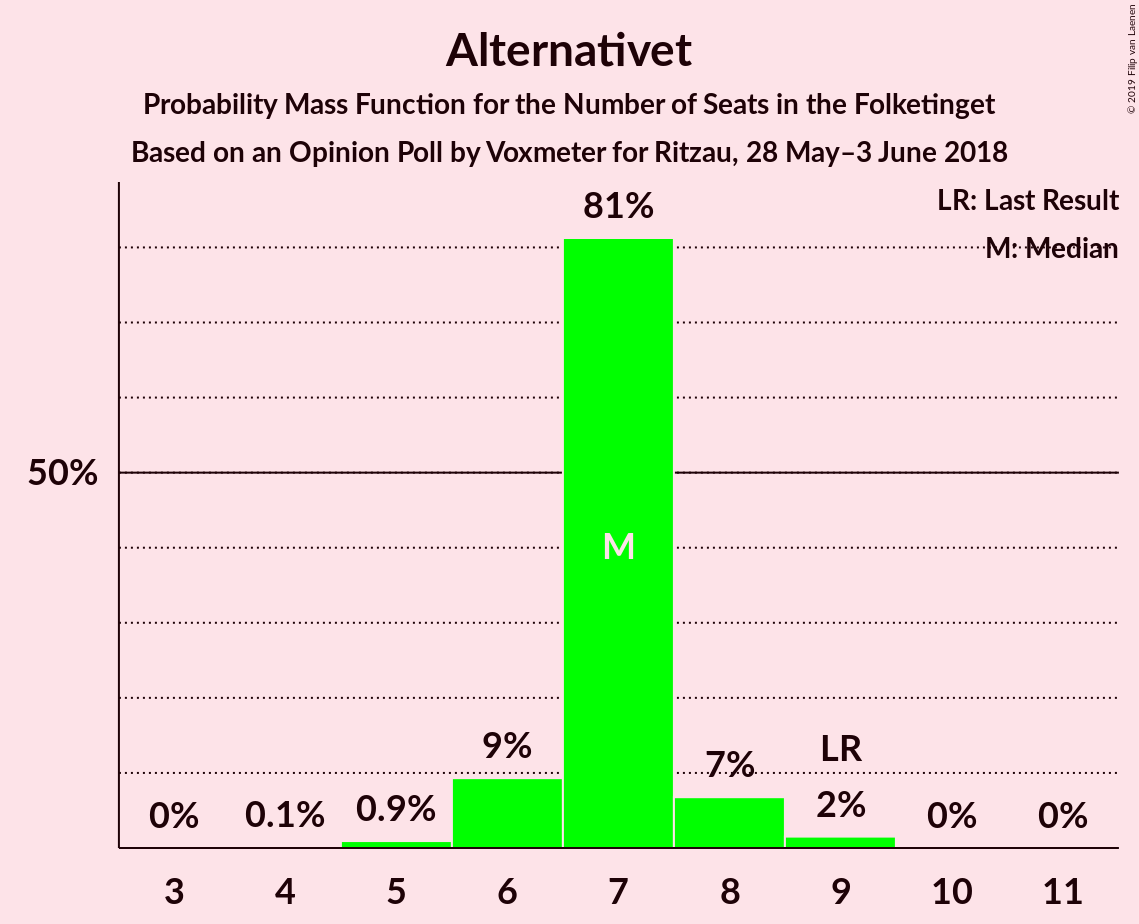 Alternativet
Probability Mass Function for the Number of Seats in the Folketinget
Based on an Opinion Poll by Voxmeter for Ritzau, 28 May–3 June 2018
© 2019 Filip van Laenen
LR: Last Result
M: Median
81%
50%
M
9%
7%
LR
0%
0.1%
0.9%
2%
0%
0%
3 4 5 6 7 8 9 10 11